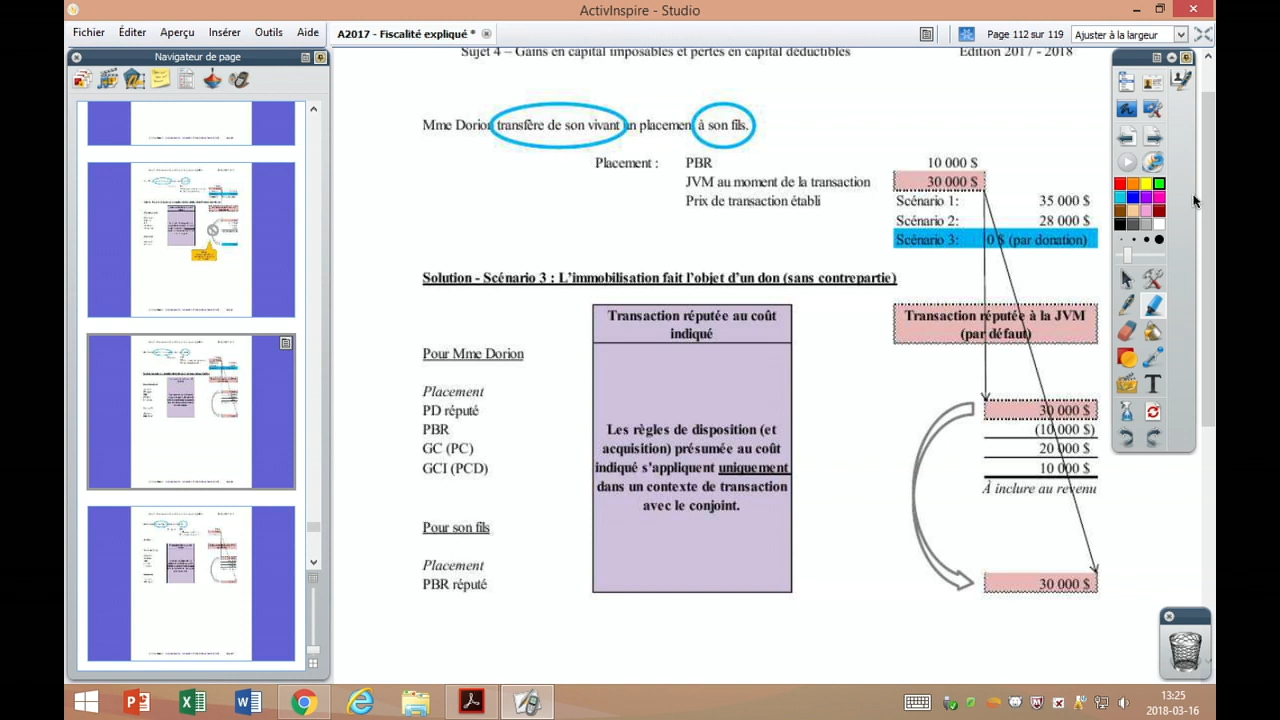 ActivInspire - Studio
Fichier Éditer Aperçu Insérer Outils Aide
A2017 - Fiscalité expliqué *
Page 112 sur 119
Ajuster à la largeur
Navigateur de page
Sujet 4 – Gains en capital imposables et pertes en capital déductibles
Édition 2017 - 2018
Mme Dorion transfère de son vivant un placement à son fils.
Placement : PBR 10 000 $
JVM au moment de la transaction 30 000 $
Prix de transaction établi Scénario 1: 35 000 $
Scénario 2: 28 000 $
Scénario 3: 0 $ (par donation)
Solution - Scénario 3 : L'immobilisation fait l'objet d'un don (sans contrepartie)
Transaction réputée au coût
indiqué
Transaction réputée à la JVM
(par défaut)
Pour Mme Dorion
Placement
PD réputé 30 000 $
PBR (10 000 $)
GC (PC) 20 000 $
GCI (PCD) 10 000 $
À inclure au revenu
Les règles de disposition (et
acquisition) présumée au coût
indiqué s'appliquent uniquement
dans un contexte de transaction
avec le conjoint.
Pour son fils
Placement
PBR réputé 30 000 $
13:25
2018-03-16